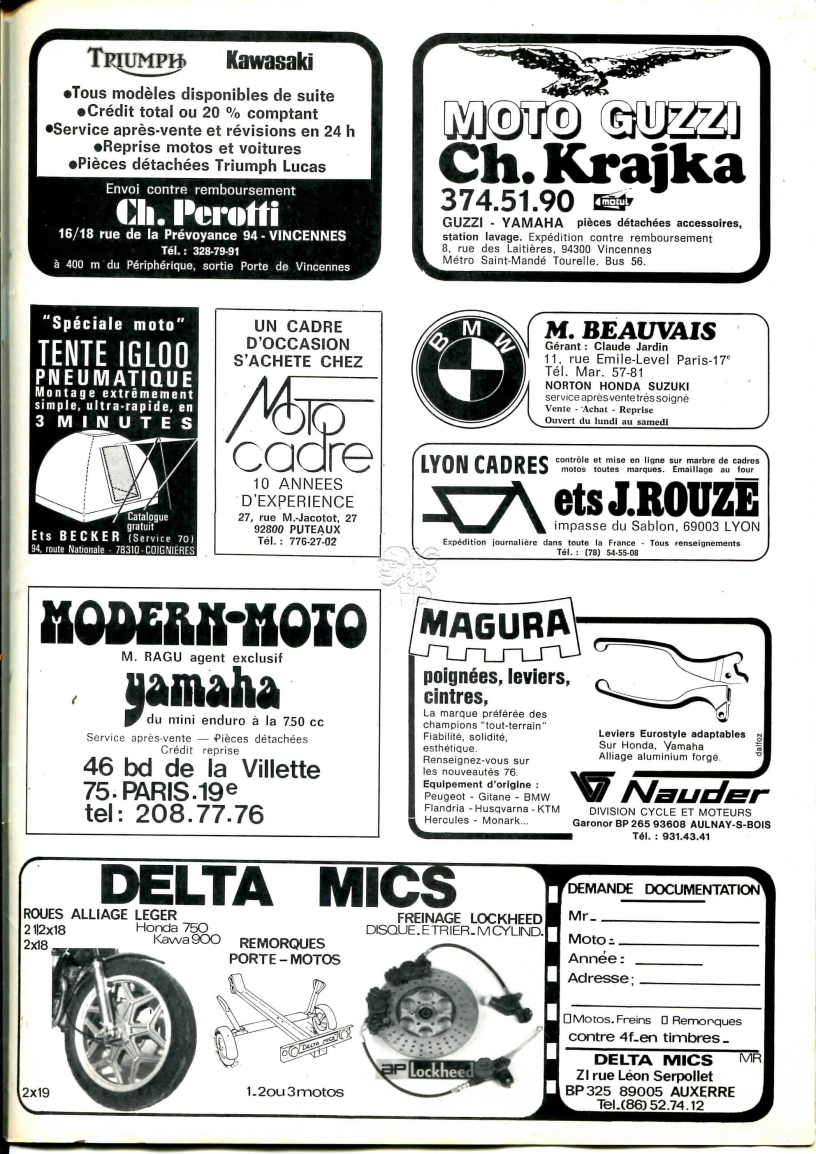 TRIUMPH Kawasaki
•Tous modèles disponibles de suite
•Crédit total ou 20 % comptant
•Service après-vente et révisions en 24 h
•Reprise motos et voitures
•Pièces détachées Triumph Lucas
Envoi contre remboursement
Ch. Perotti
16/18 rue de la Prévoyance 94 - VINCENNES
Tél. : 328-79-91
à 400 m du Périphérique, sortie Porte de Vincennes
MOTO GUZZI
Ch. Krajka
374.51.90 motul
GUZZI - YAMAHA pièces détachées accessoires,
station lavage. Expédition contre remboursement
8, rue des Laitières, 94300 Vincennes
Métro Saint-Mandé Tourelle. Bus 56.
"Spéciale moto"
TENTE IGLOO
PNEUMATIQUE
Montage extrêmement
simple, ultra-rapide, en
3 MINUTES
Catalogue
gratuit
Ets BECKER (Service 70)
94, route Nationale - 78310 - COIGNIÈRES
UN CADRE
D'OCCASION
S'ACHETE CHEZ
Moto
cadre
10 ANNEES
D'EXPERIENCE
27, rue M.-Jacotot, 27
92800 PUTEAUX
Tél. : 776-27-02
BMW
M. BEAUVAIS
Gérant : Claude Jardin
11, rue Emile-Level Paris-17e
Tél. Mar. 57-81
NORTON HONDA SUZUKI
service après vente très soigné
Vente - Achat - Reprise
Ouvert du lundi au samedi
LYON CADRES contrôle et mise en ligne sur marbre de cadres
motos toutes marques. Emaillage au four
ets J. ROUZÉ
impasse du Sablon, 69003 LYON
Expédition journalière dans toute la France - Tous renseignements
Tél. : (78) 54-55-08
MODERN-MOTO
M. RAGU agent exclusif
yamaha
du mini enduro à la 750 cc
Service après-vente — Pièces détachées
Crédit reprise
46 bd de la Villette
75. PARIS. 19e
tel: 208.77.76
MAGURA
poignées, leviers,
cintres,
La marque préférée des
champions "tout-terrain"
Fiabilité, solidité,
esthétique.
Renseignez-vous sur
les nouveautés 76.
Equipement d'origine :
Peugeot - Gitane - BMW
Flandria - Husqvarna - KTM
Hercules - Monark...
Leviers Eurostyle adaptables
Sur Honda, Yamaha
Alliage aluminium forgé.
dalfoz
Nauder
DIVISION CYCLE ET MOTEURS
Garonor BP 265 93608 AULNAY-S-BOIS
Tél. : 931.43.41
DELTA MICS
ROUES ALLIAGE LEGER
2 1/2x18 Honda 750
2x18 Kawa 900
2x19
REMORQUES
PORTE - MOTOS
DELTA MICS
1_2ou 3 motos
FREINAGE LOCKHEED
DISQUE_ETRIER_M CYLIND.
AP Lockheed
DEMANDE DOCUMENTATION
Mr_
Moto :
Année :
Adresse ;
Motos. Freins Remorques
contre 4f_en timbres_
DELTA MICS MR
ZI rue Léon Serpollet
BP 325 89005 AUXERRE
Tel_(86) 52.74.12